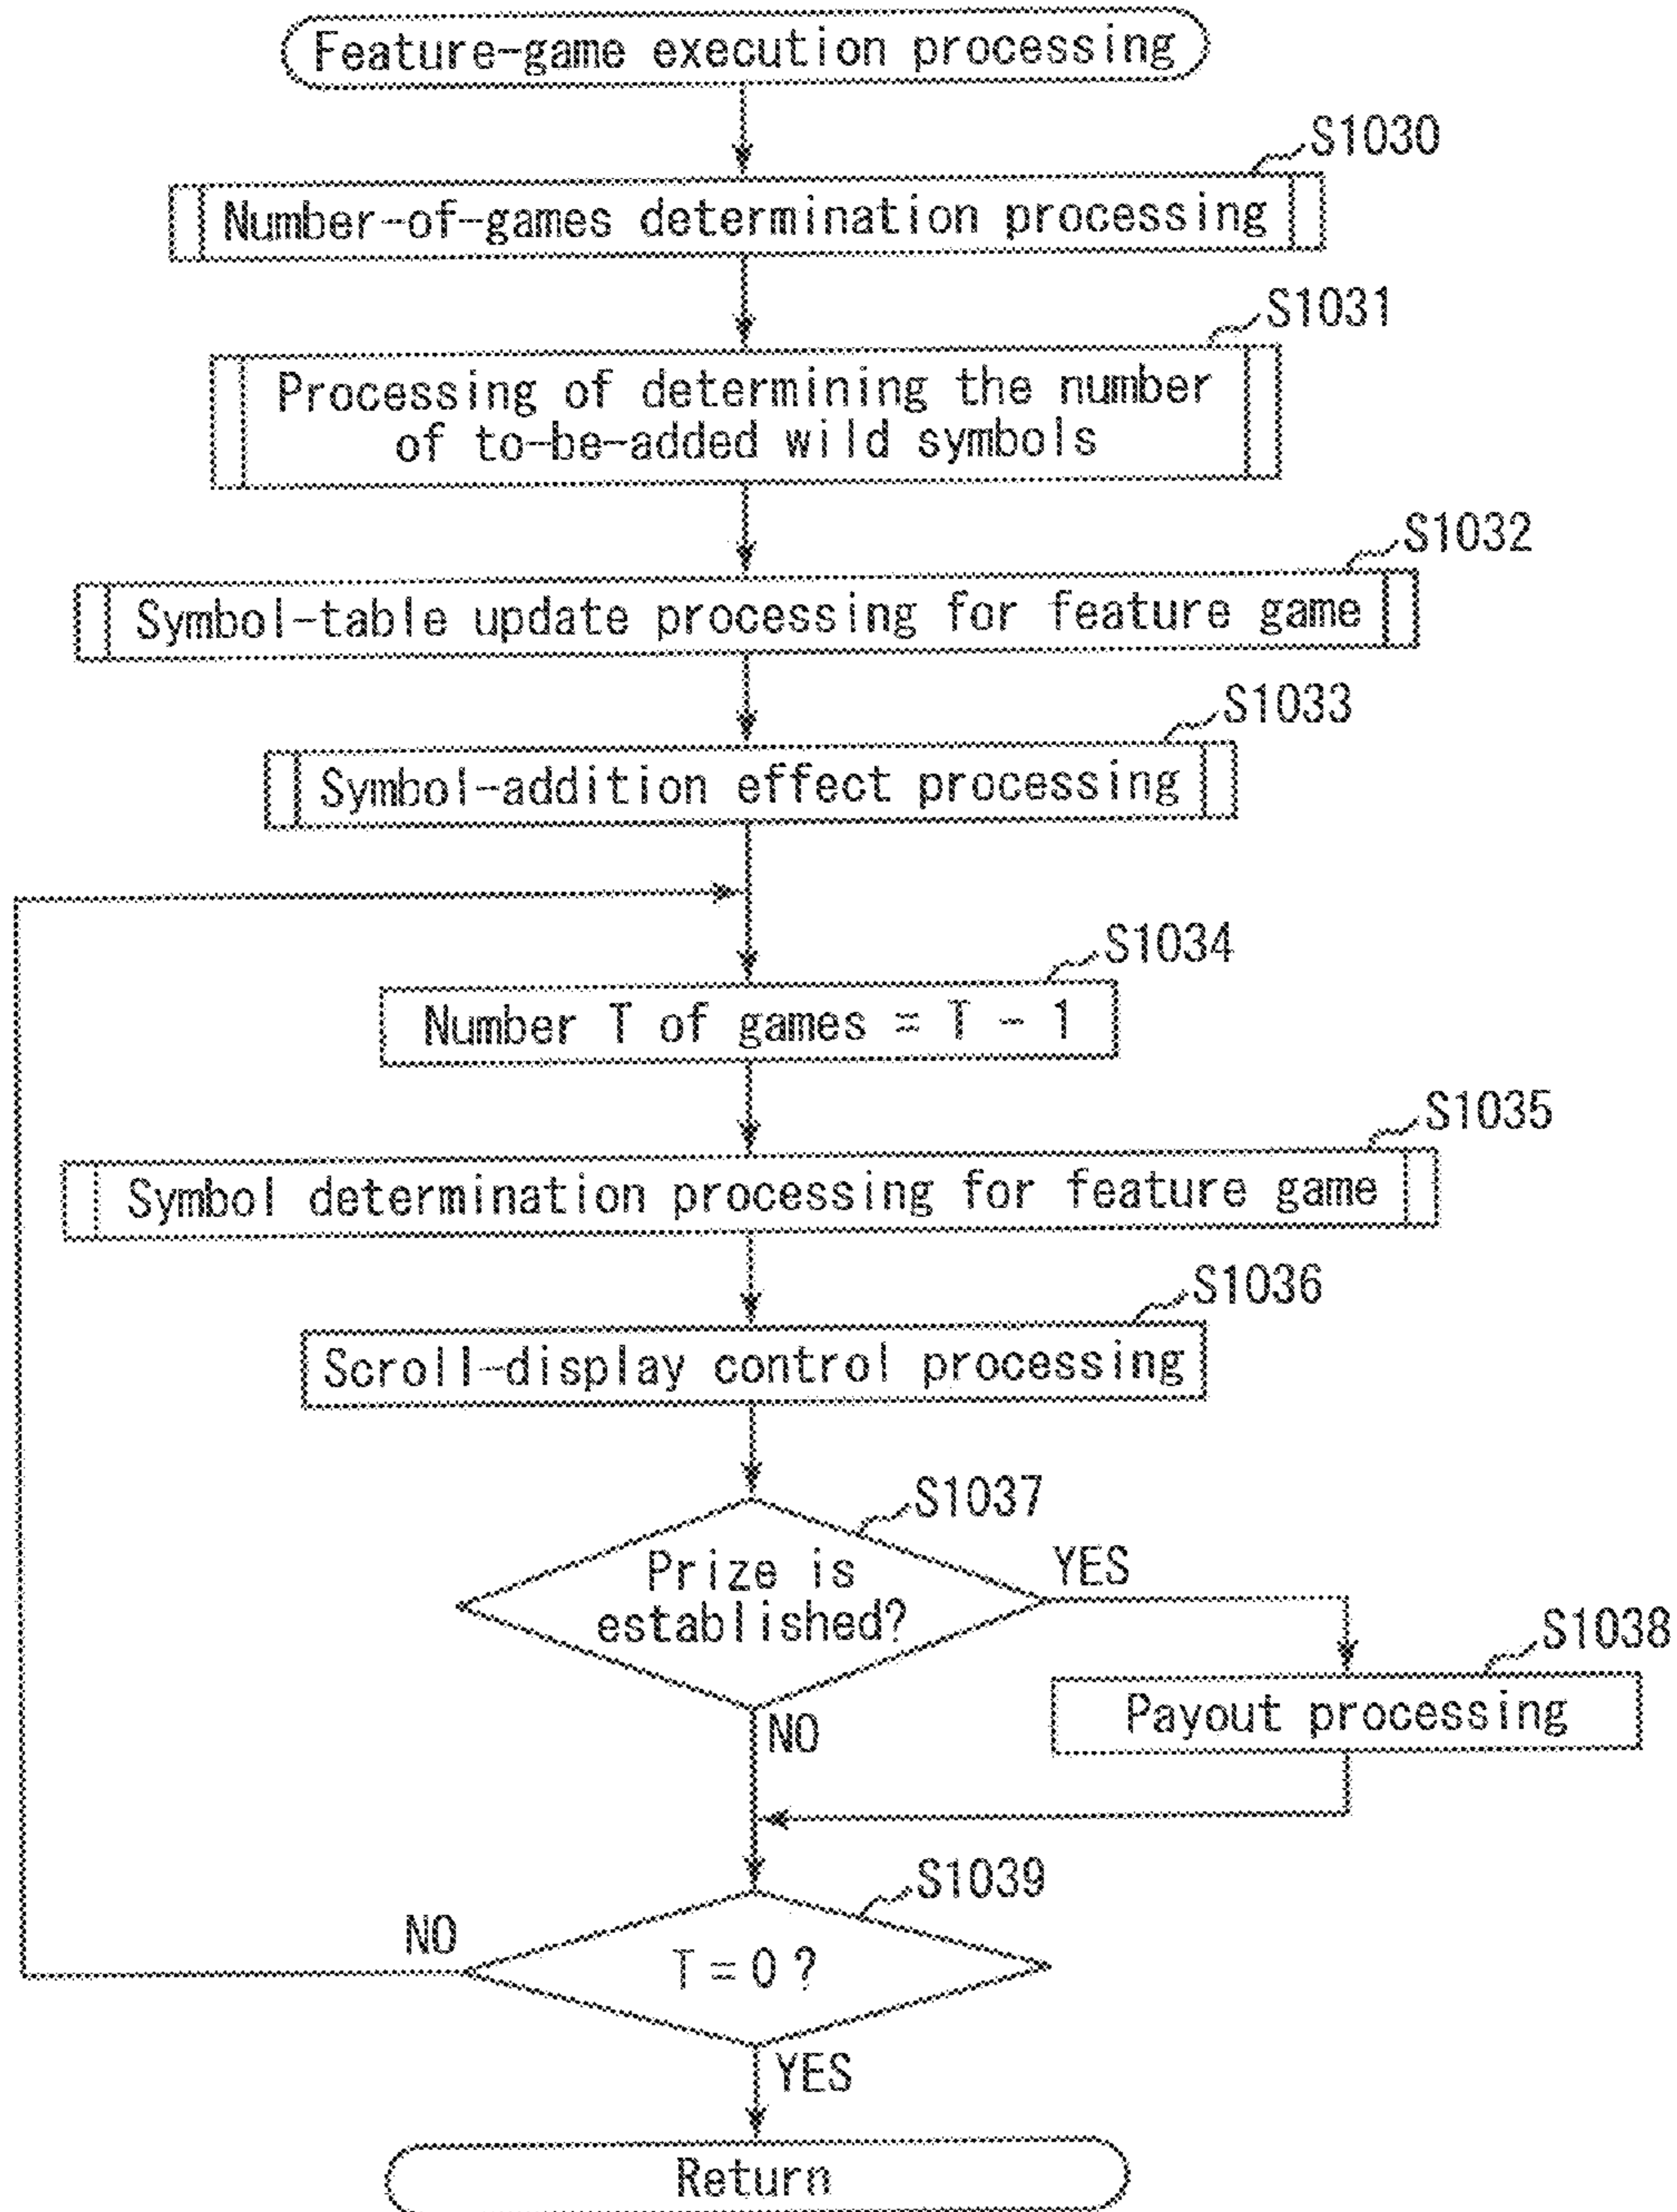 Feature-game execution processing
S1030
Number-of-games determination processing
S1031
Processing of determining the number
of to-be-added wild symbols
S1032
Symbol-table update processing for feature game
S1033
Symbol-addition effect processing
S1034
Number T of games = T - 1
S1035
Symbol determination processing for feature game
S1036
Scroll-display control processing
S1037
Prize is
established?
YES
S1038
Payout processing
NO
S1039
NO
T=0?
YES
Return